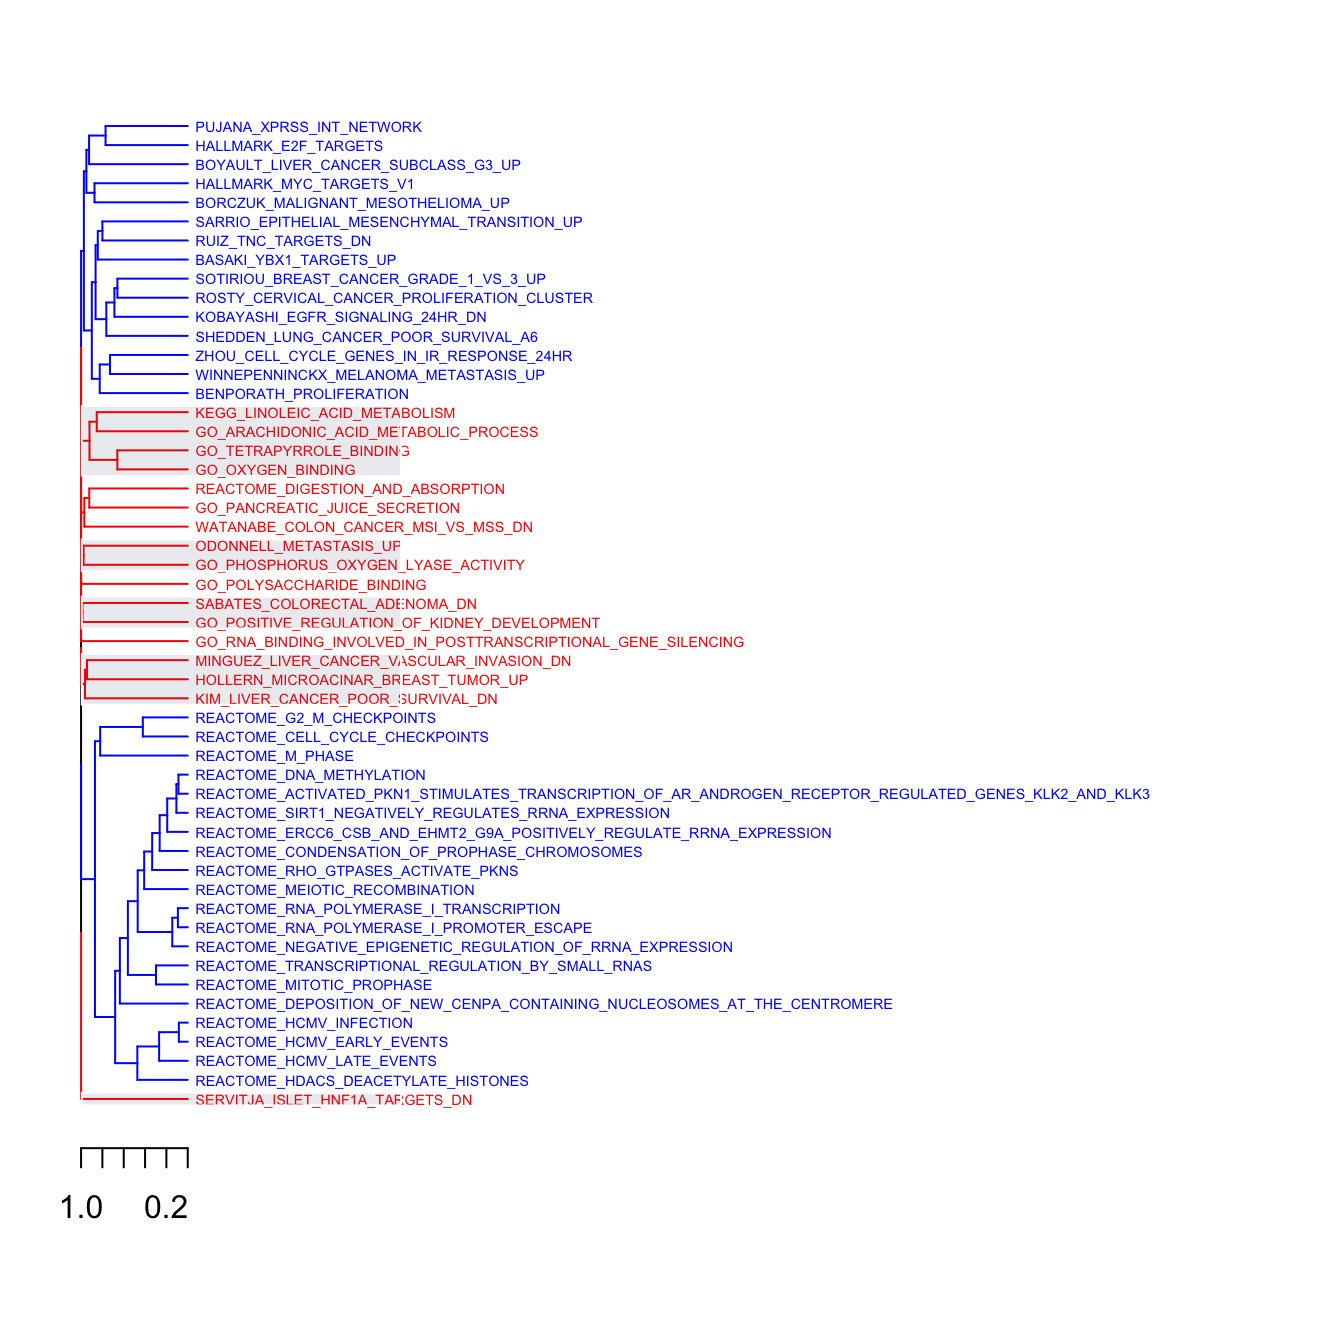 PUJANA_XPRSS_INT_NETWORK
HALLMARK_E2F_TARGETS
BOYAULT_LIVER_CANCER_SUBCLASS_G3_UP
HALLMARK_MYC_TARGETS_V1
BORCZUK_MALIGNANT_MESOTHELIOMA_UP
SARRIO_EPITHELIAL_MESENCHYMAL_TRANSITION_UP
RUIZ_TNC_TARGETS_DN
BASAKI_YBX1_TARGETS_UP
SOTIRIOU_BREAST_CANCER_GRADE_1_VS_3_UP
ROSTY_CERVICAL_CANCER_PROLIFERATION_CLUSTER
KOBAYASHI_EGFR_SIGNALING_24HR_DN
SHEDDEN_LUNG_CANCER_POOR_SURVIVAL_A6
ZHOU_CELL_CYCLE_GENES_IN_IR_RESPONSE_24HR
WINNEPENNINCKX_MELANOMA_METASTASIS_UP
BENPORATH_PROLIFERATION
KEGG_LINOLEIC_ACID_METABOLISM
GO_ARACHIDONIC_ACID_METABOLIC_PROCESS
GO_TETRAPYRROLE_BINDING
GO_OXYGEN_BINDING
REACTOME_DIGESTION_AND_ABSORPTION
GO_PANCREATIC_JUICE_SECRETION
WATANABE_COLON_CANCER_MSI_VS_MSS_DN
ODONNELL_METASTASIS_UP
GO_PHOSPHORUS_OXYGEN_LYASE_ACTIVITY
GO_POLYSACCHARIDE_BINDING
SABATES_COLORECTAL_ADENOMA_DN
GO_POSITIVE_REGULATION_OF_KIDNEY_DEVELOPMENT
GO_RNA_BINDING_INVOLVED_IN_POSTTRANSCRIPTIONAL_GENE_SILENCING
MINGUEZ_LIVER_CANCER_VASCULAR_INVASION_DN
HOLLERN_MICROACINAR_BREAST_TUMOR_UP
KIM_LIVER_CANCER_POOR_SURVIVAL_DN
REACTOME_G2_M_CHECKPOINTS
REACTOME_CELL_CYCLE_CHECKPOINTS
REACTOME_M_PHASE
REACTOME_DNA_METHYLATION
REACTOME_ACTIVATED_PKN1_STIMULATES_TRANSCRIPTION_OF_AR_ANDROGEN_RECEPTOR_REGULATED_GENES_KLK2_AND_KLK3
REACTOME_SIRT1_NEGATIVELY_REGULATES_RRNA_EXPRESSION
REACTOME_ERCC6_CSB_AND_EHMT2_G9A_POSITIVELY_REGULATE_RRNA_EXPRESSION
REACTOME_CONDENSATION_OF_PROPHASE_CHROMOSOMES
REACTOME_RHO_GTPASES_ACTIVATE_PKNS
REACTOME_MEIOTIC_RECOMBINATION
REACTOME_RNA_POLYMERASE_I_TRANSCRIPTION
REACTOME_RNA_POLYMERASE_I_PROMOTER_ESCAPE
REACTOME_NEGATIVE_EPIGENETIC_REGULATION_OF_RRNA_EXPRESSION
REACTOME_TRANSCRIPTIONAL_REGULATION_BY_SMALL_RNAS
REACTOME_MITOTIC_PROPHASE
REACTOME_DEPOSITION_OF_NEW_CENPA_CONTAINING_NUCLEOSOMES_AT_THE_CENTROMERE
REACTOME_HCMV_INFECTION
REACTOME_HCMV_EARLY_EVENTS
REACTOME_HCMV_LATE_EVENTS
REACTOME_HDACS_DEACETYLATE_HISTONES
SERVITJA_ISLET_HNF1A_TARGETS_DN
1.0 0.2